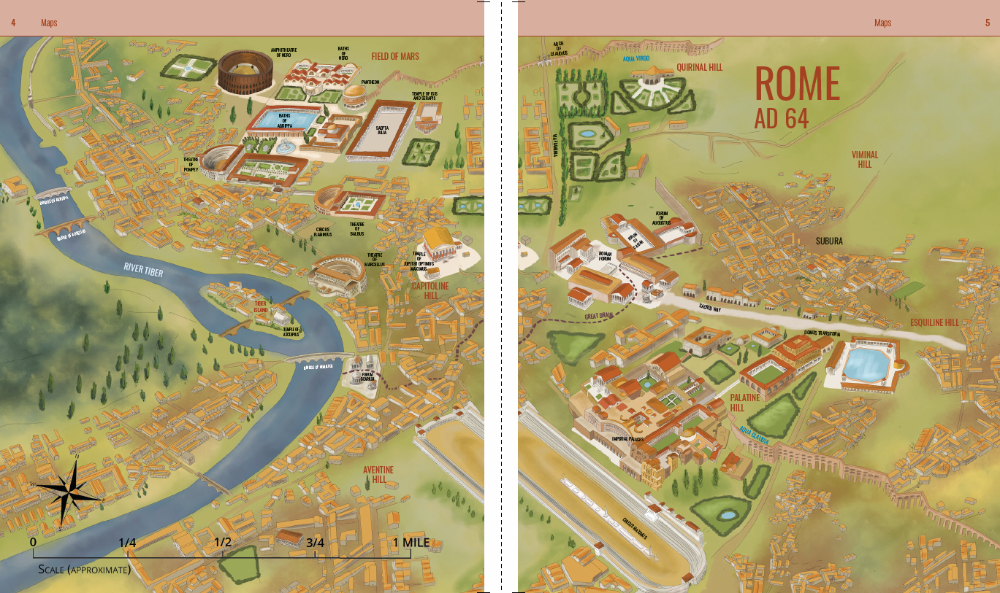 4
Maps
Maps
5
AMPHITHEATRE
OF NERO
BATHS
OF
NERO
FIELD OF MARS
PANTHEON
TEMPLE OF ISIS
AND SERAPIS
BATHS
OF
AGRIPPA
SAEPTA
JULIA
THEATRE
OF
POMPEY
BRIDGE OF AGRIPPA
BRIDGE OF AURELIUS
CIRCUS
FLAMINIUS
THEATRE
OF
BALBUS
THEATRE
OF
MARCELLUS
TEMPLE
OF
JUPITER OPTIMUS
MAXIMUS
RIVER TIBER
CAPITOLINE
HILL
TIBER
ISLAND
TEMPLE OF
ASCLEPIUS
FORUM
BOARIUM
AVENTINE
HILL
N
W
S
0
1/4
1/2
3/4
1 MILE
SCALE (APPROXIMATE)
ARCH
OF
CLAUDIUS
AQUA VIRGO
QUIRINAL HILL
ROME
AD 64
VIA FLAMINIA
VIMINAL
HILL
FORUM
OF
AUGUSTUS
FORUM
OF
CAESAR
ROMAN
FORUM
SUBURA
SACRED WAY
GREAT DRAIN
ESQUILINE HILL
DOMUS TRANSITORIA
PALATINE
HILL
AQUA CLAUDIA
IMPERIAL PALACES
CIRCUS MAXIMUS